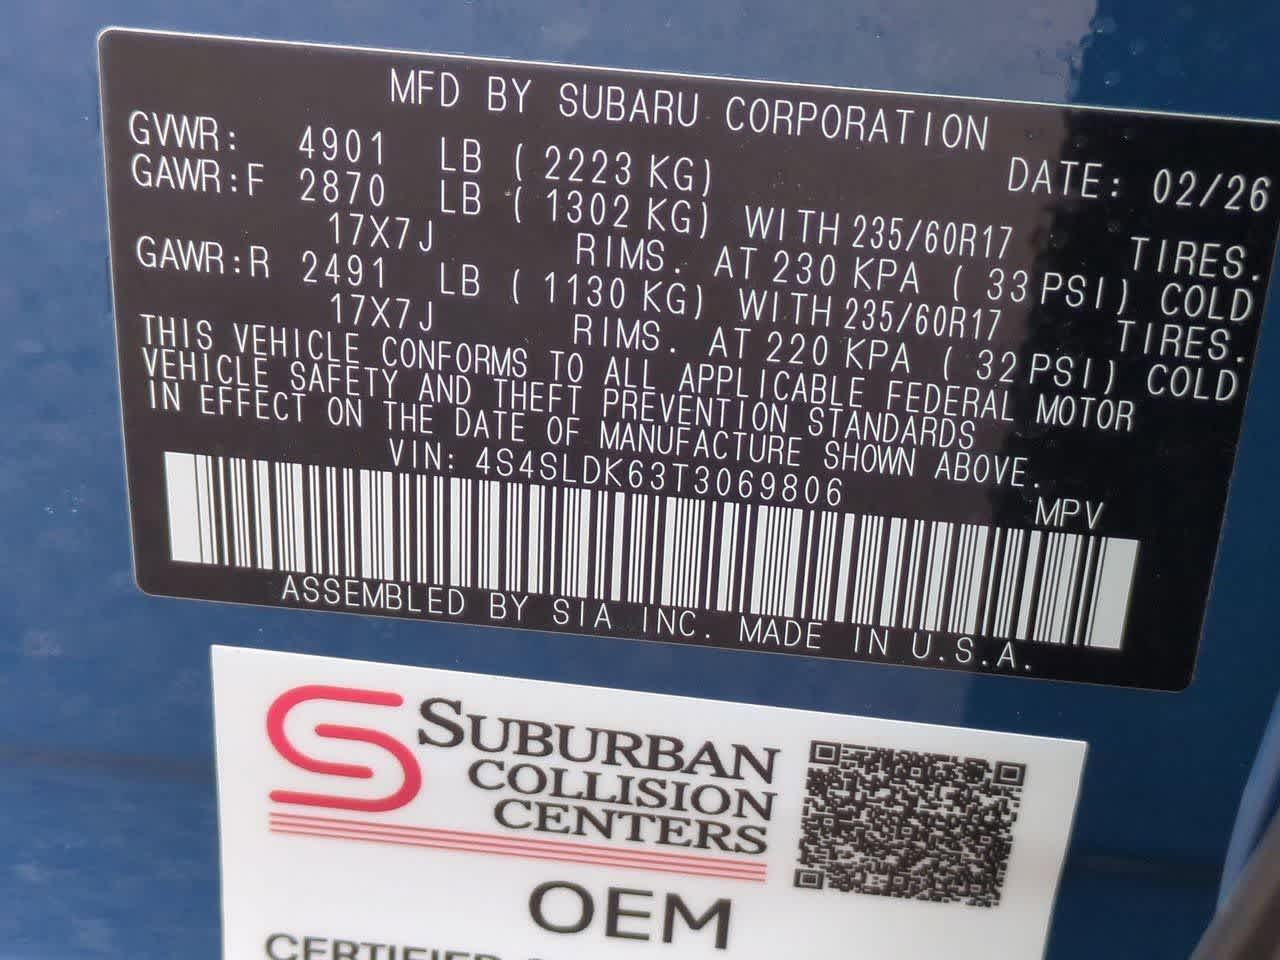 MFD BY SUBARU CORPORATION
GVWR: 4901 LB ( 2223 KG) DATE: 02/26
GAWR:F 2870 LB ( 1302 KG) WITH 235/60R17 TIRES.
17X7J RIMS. AT 230 KPA ( 33 PSI) COLD
GAWR:R 2491 LB ( 1130 KG) WITH 235/60R17 TIRES.
17X7J RIMS. AT 220 KPA ( 32 PSI) COLD
THIS VEHICLE CONFORMS TO ALL APPLICABLE FEDERAL MOTOR
VEHICLE SAFETY AND THEFT PREVENTION STANDARDS
IN EFFECT ON THE DATE OF MANUFACTURE SHOWN ABOVE.
VIN: 4S4SLDK63T3069806
MPV
ASSEMBLED BY SIA INC. MADE IN U.S.A.
SUBURBAN
COLLISION
CENTERS
OEM
CERTIFIED